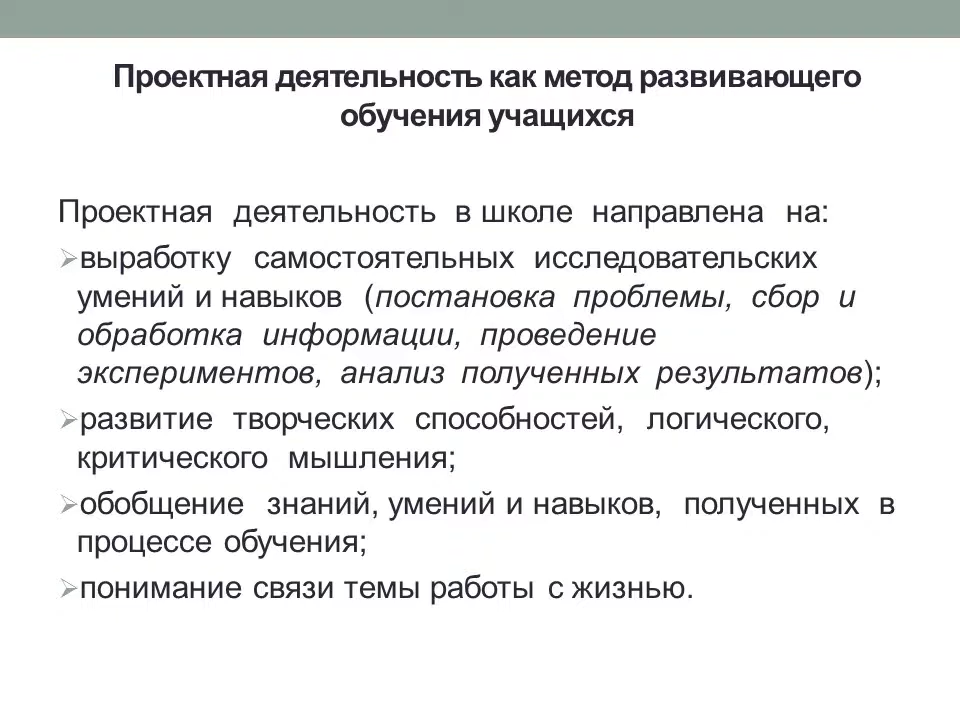 Проектная деятельность как метод развивающего
обучения учащихся
Проектная деятельность в школе направлена на:
выработку самостоятельных исследовательских
умений и навыков (постановка проблемы, сбор и
обработка информации, проведение
экспериментов, анализ полученных результатов);
развитие творческих способностей, логического,
критического мышления;
обобщение знаний, умений и навыков, полученных в
процессе обучения;
понимание связи темы работы с жизнью.